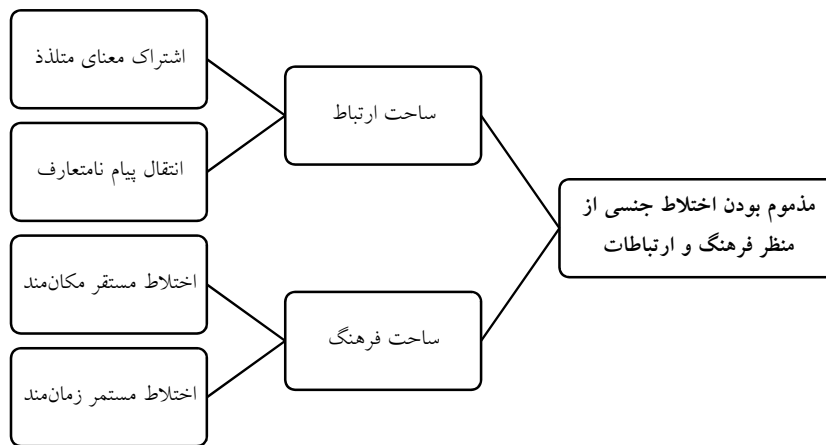 مذموم بودن اختلاط جنسی از
منظر فرهنگ و ارتباطات
ساحت ارتباط
اشتراک معنای متلذذ
انتقال پیام نامتعارف
ساحت فرهنگ
اختلاط مستقر مکان‌مند
اختلاط مستمر زمان‌مند